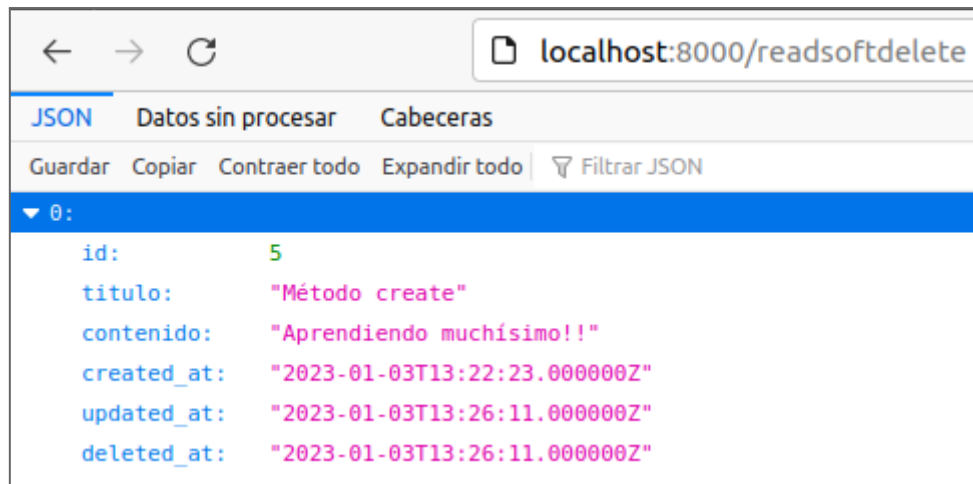 localhost:8000/readsoftdelete
JSON Datos sin procesar Cabeceras
Guardar Copiar Contraer todo Expandir todo Filtrar JSON
0:
id: 5
titulo: "Método create"
contenido: "Aprendiendo muchísimo!!"
created_at: "2023-01-03T13:22:23.000000Z"
updated_at: "2023-01-03T13:26:11.000000Z"
deleted_at: "2023-01-03T13:26:11.000000Z"